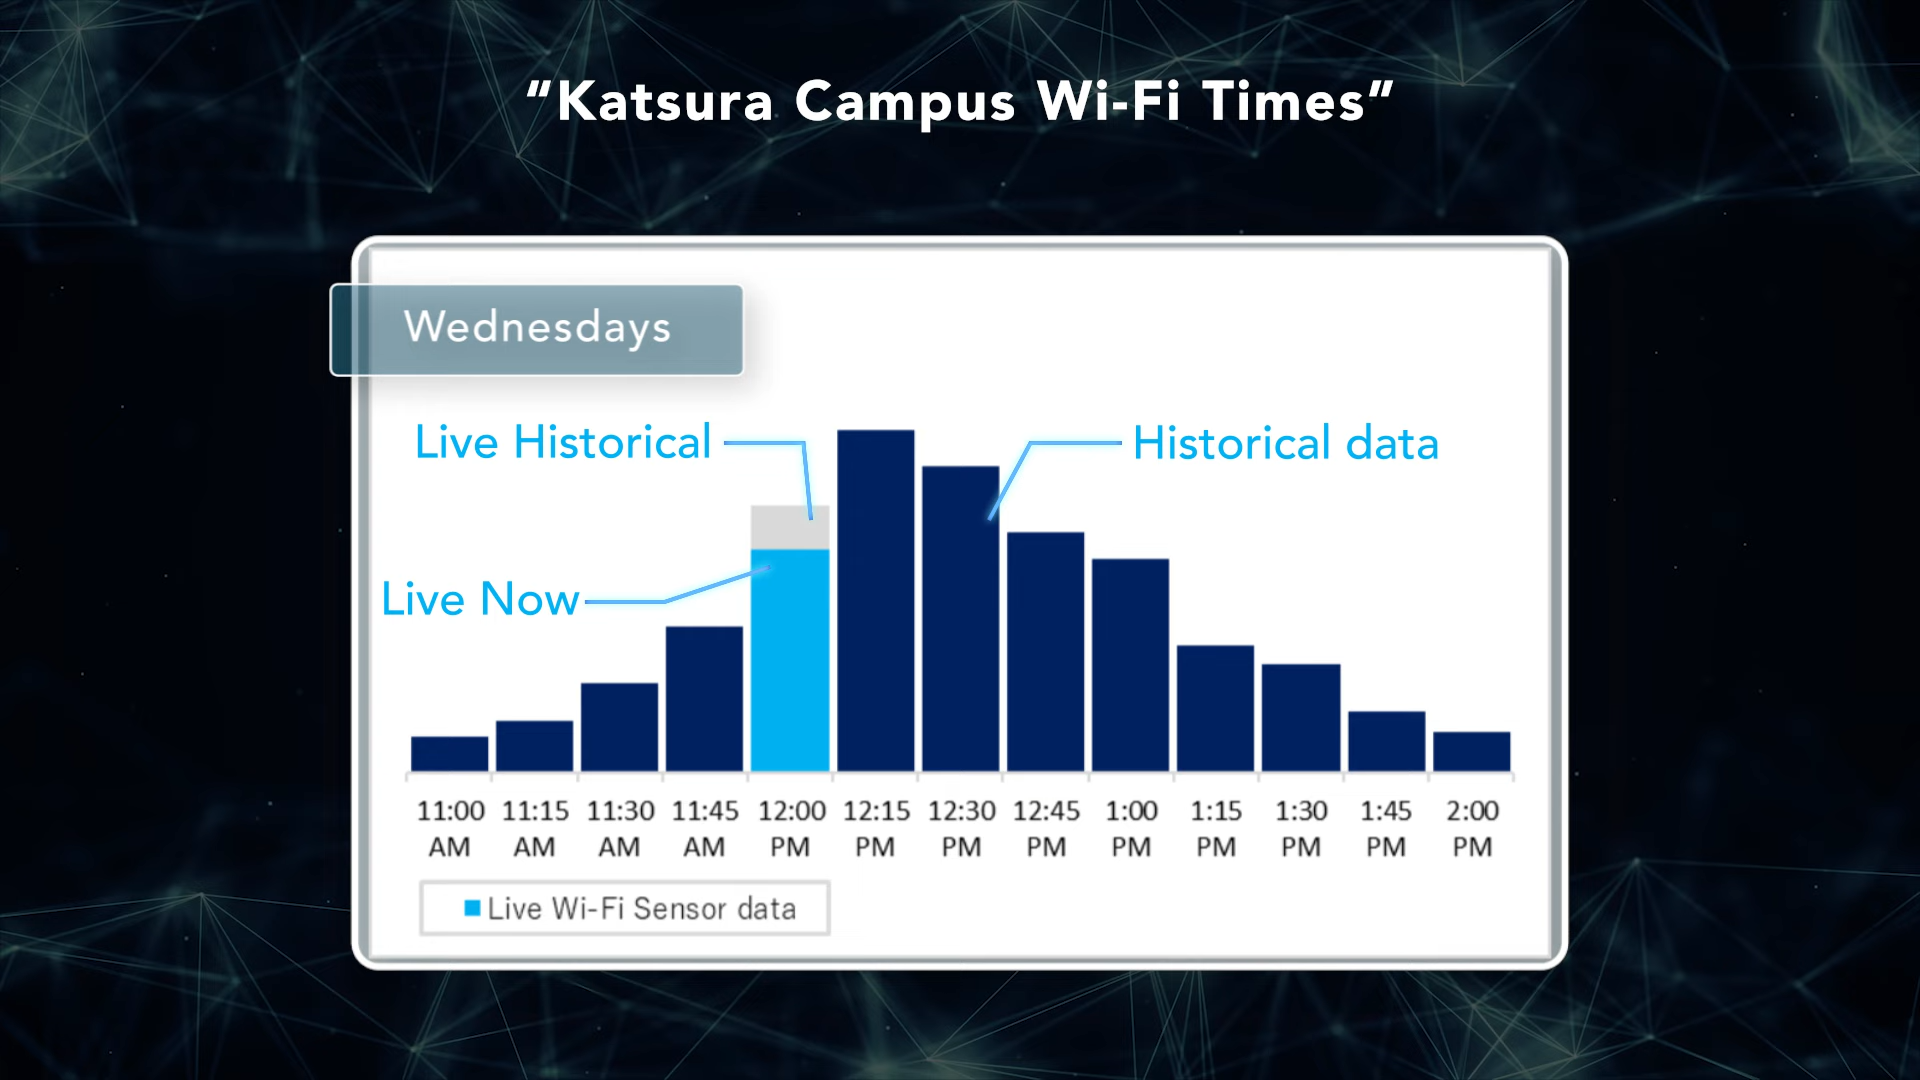 “Katsura Campus Wi-Fi Times”
Wednesdays
Live Historical
Historical data
Live Now
11:00 11:15 11:30 11:45 12:00 12:15 12:30 12:45 1:00 1:15 1:30 1:45 2:00
AM AM AM AM PM PM PM PM PM PM PM PM PM
Live Wi-Fi Sensor data